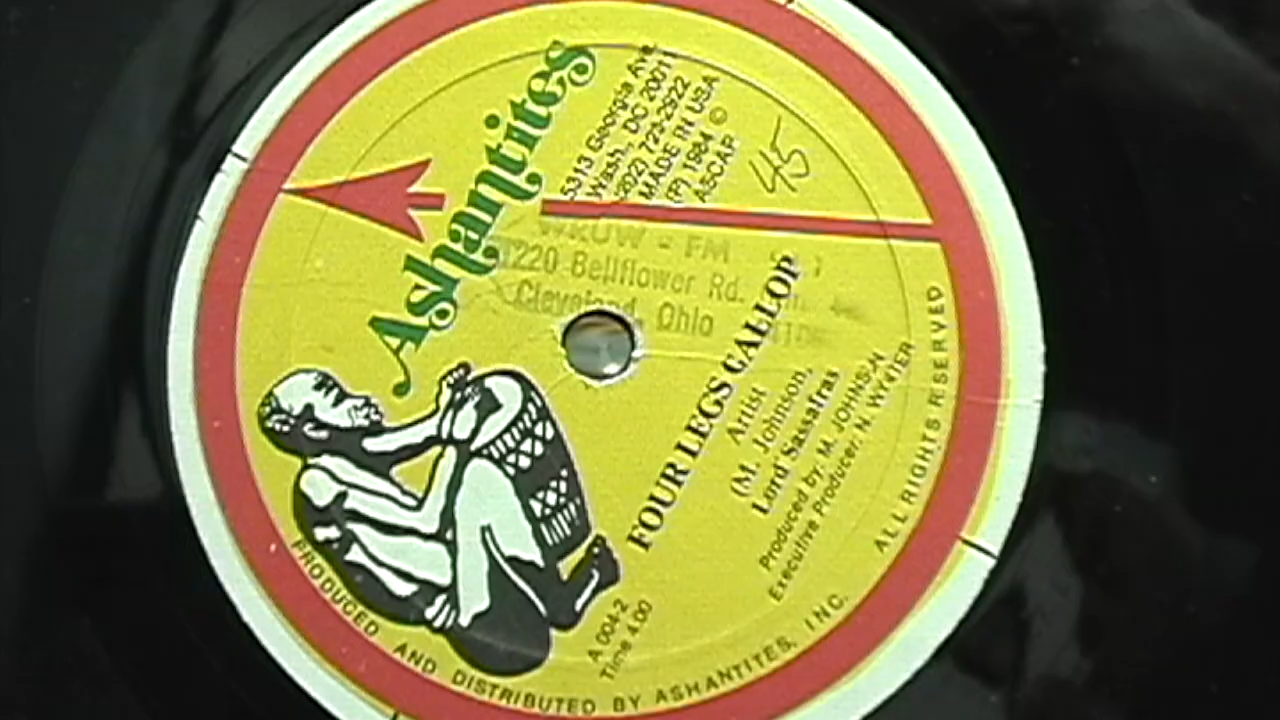 Ashantites
5313 Georgia Ave
Wash., DC 20011
(202) 723-2922
MADE IN USA
(P) 1984 ©
ASCAP
45
WRUW - FM
11220 Bellflower Rd.
Cleveland, Ohio
FOUR LEGS GALLOP
Artist
(M. Johnson,
Lord Sassafras
Produced by: M. JOHNSON
Executive Producer: N. WYNTER
A 004-2
Time 4.00
PRODUCED AND DISTRIBUTED BY ASHANTITES, INC. ALL RIGHTS RESERVED